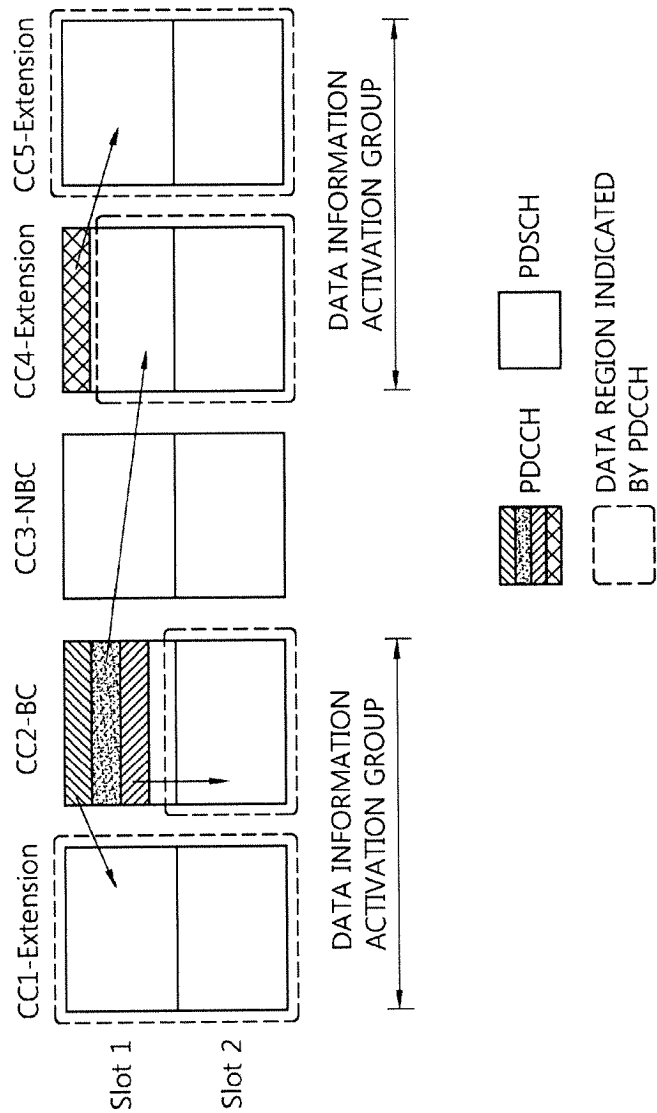 CC1-Extension
CC2-BC
CC3-NBC
CC4-Extension
CC5-Extension
Slot 1
Slot 2
DATA INFORMATION
ACTIVATION GROUP
DATA INFORMATION
ACTIVATION GROUP
PDCCH
PDSCH
DATA REGION INDICATED
BY PDCCH